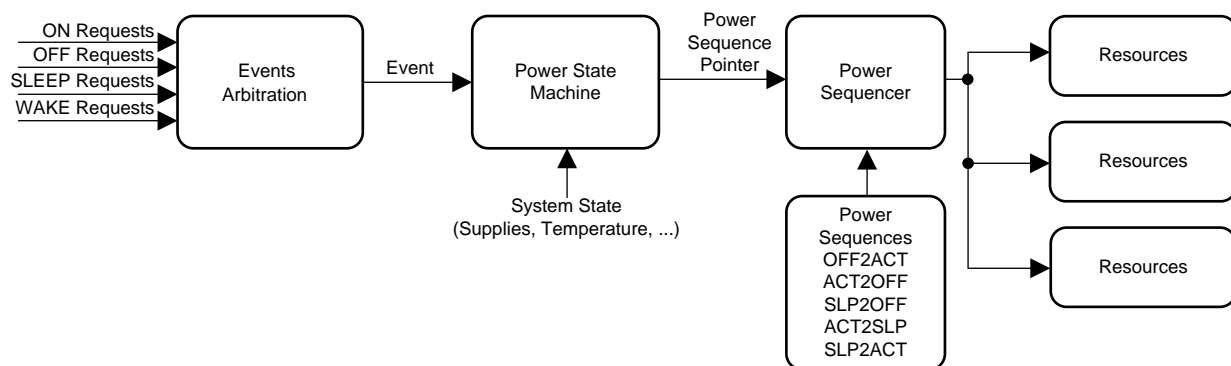 ON Requests
OFF Requests
SLEEP Requests
WAKE Requests
Events
Arbitration
Event
Power State
Machine
System State
(Supplies, Temperature, ...)
Power
Sequence
Pointer
Power
Sequencer
Power
Sequences
OFF2ACT
ACT2OFF
SLP2OFF
ACT2SLP
SLP2ACT
Resources
Resources
Resources